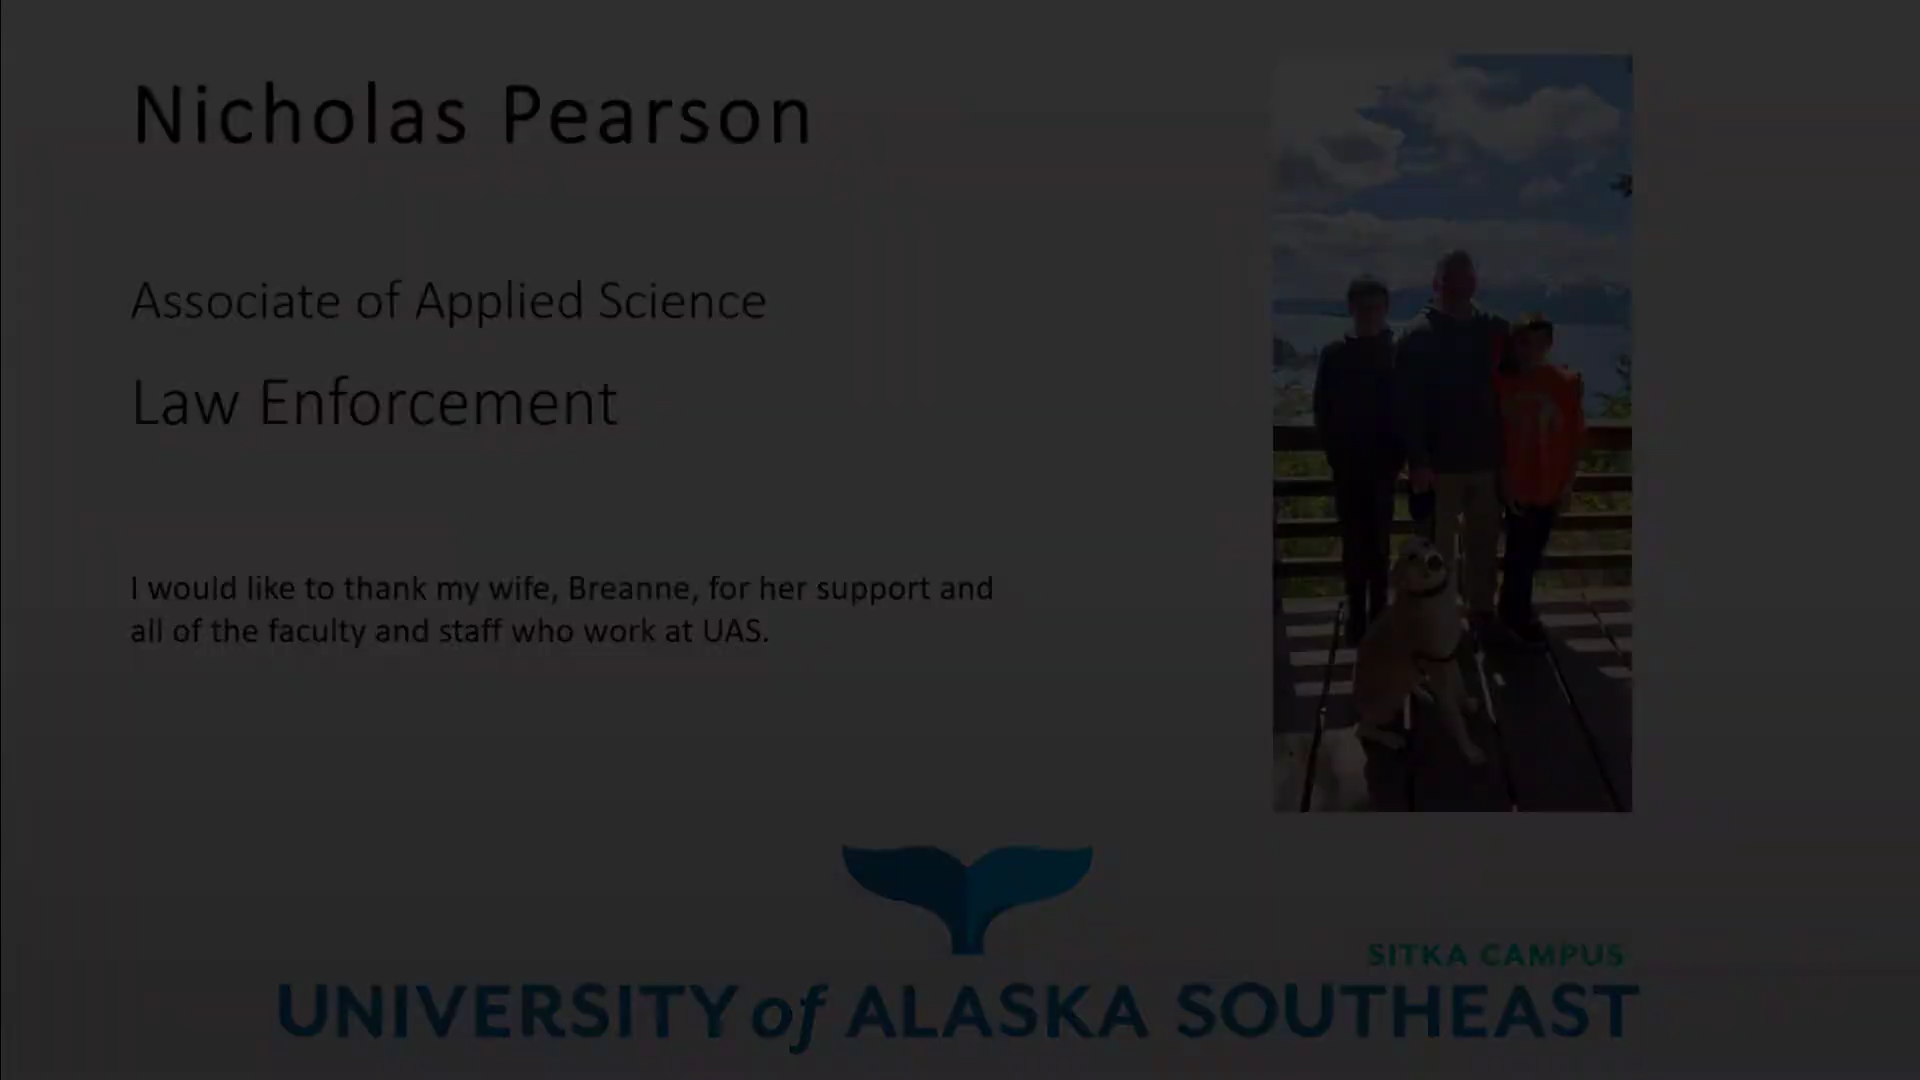 Nicholas Pearson
Associate of Applied Science
Law Enforcement
I would like to thank my wife, Breanne, for her support and
all of the faculty and staff who work at UAS.
SITKA CAMPUS
UNIVERSITY of ALASKA SOUTHEAST